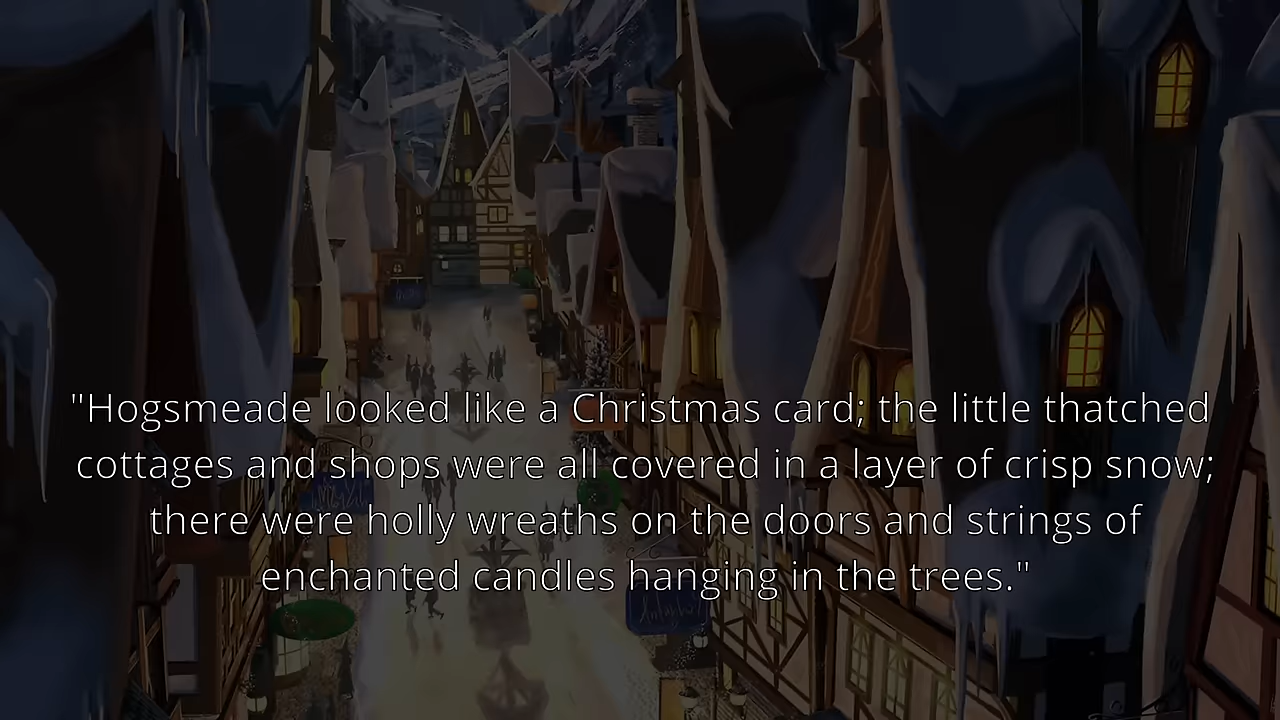 "Hogsmeade looked like a Christmas card; the little thatched
cottages and shops were all covered in a layer of crisp snow;
there were holly wreaths on the doors and strings of
enchanted candles hanging in the trees."